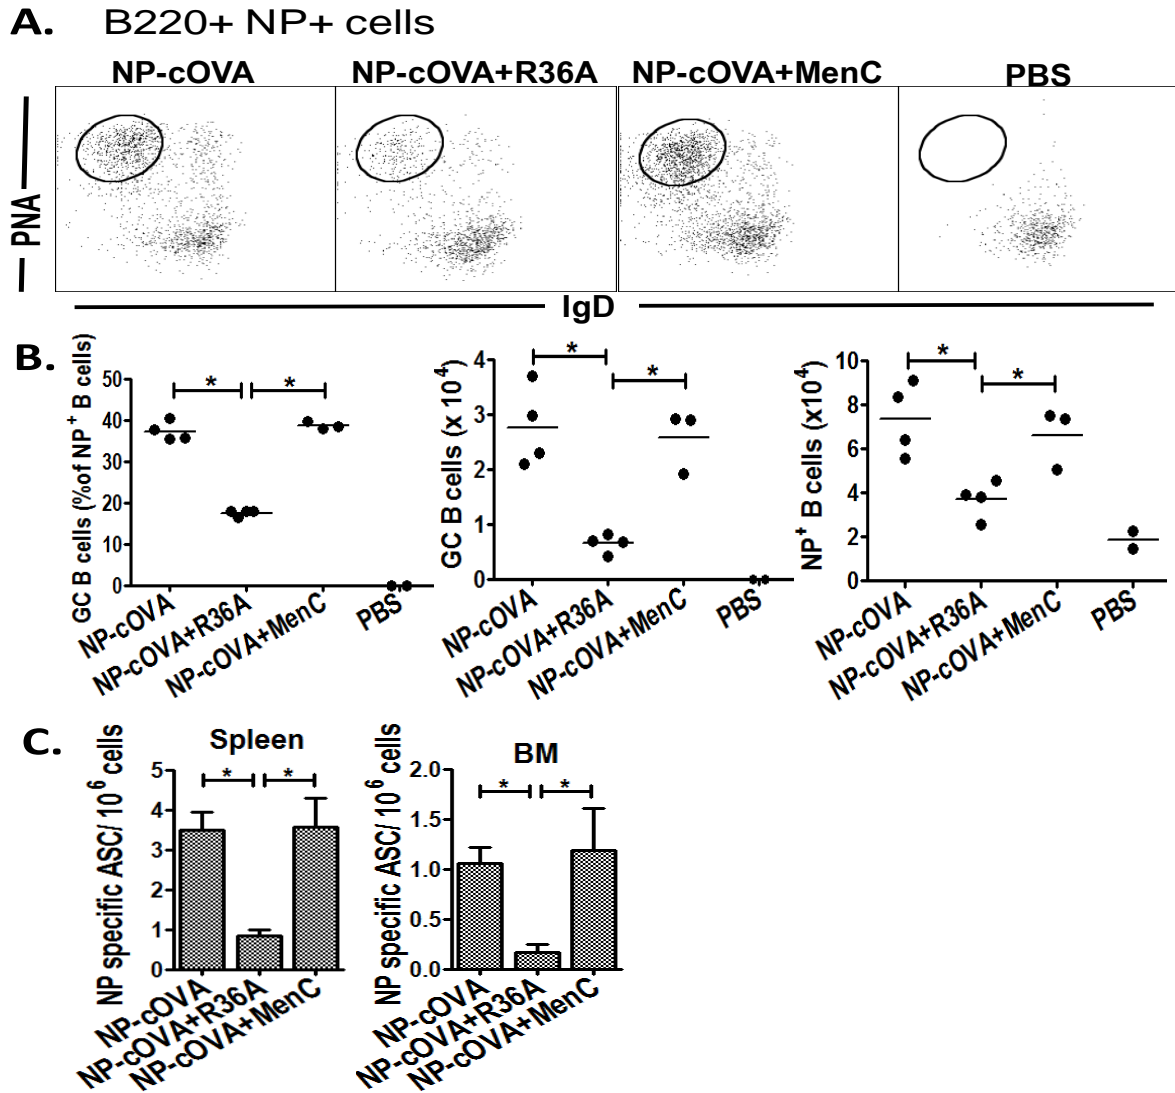 A. B220+ NP+ cells
NP-cOVA NP-cOVA+R36A NP-cOVA+MenC PBS
PNA
IgD
B.
GC B cells (%of NP+ B cells)
50
40
30
20
10
0
NP-cOVA
NP-cOVA+R36A
NP-cOVA+MenC
PBS
* *
GC B cells (x 10^4)
4
3
2
1
0
NP-cOVA
NP-cOVA+R36A
NP-cOVA+MenC
PBS
* *
NP+ B cells (x10^4)
10
8
6
4
2
0
NP-cOVA
NP-cOVA+R36A
NP-cOVA+MenC
PBS
* *
C.
Spleen
NP specific ASC/ 10^6 cells
5
4
3
2
1
0
NP-cOVA
NP-cOVA+R36A
NP-cOVA+MenC
* *
BM
NP specific ASC/ 10^6 cells
2.0
1.5
1.0
0.5
0.0
NP-cOVA
NP-cOVA+R36A
NP-cOVA+MenC
* *